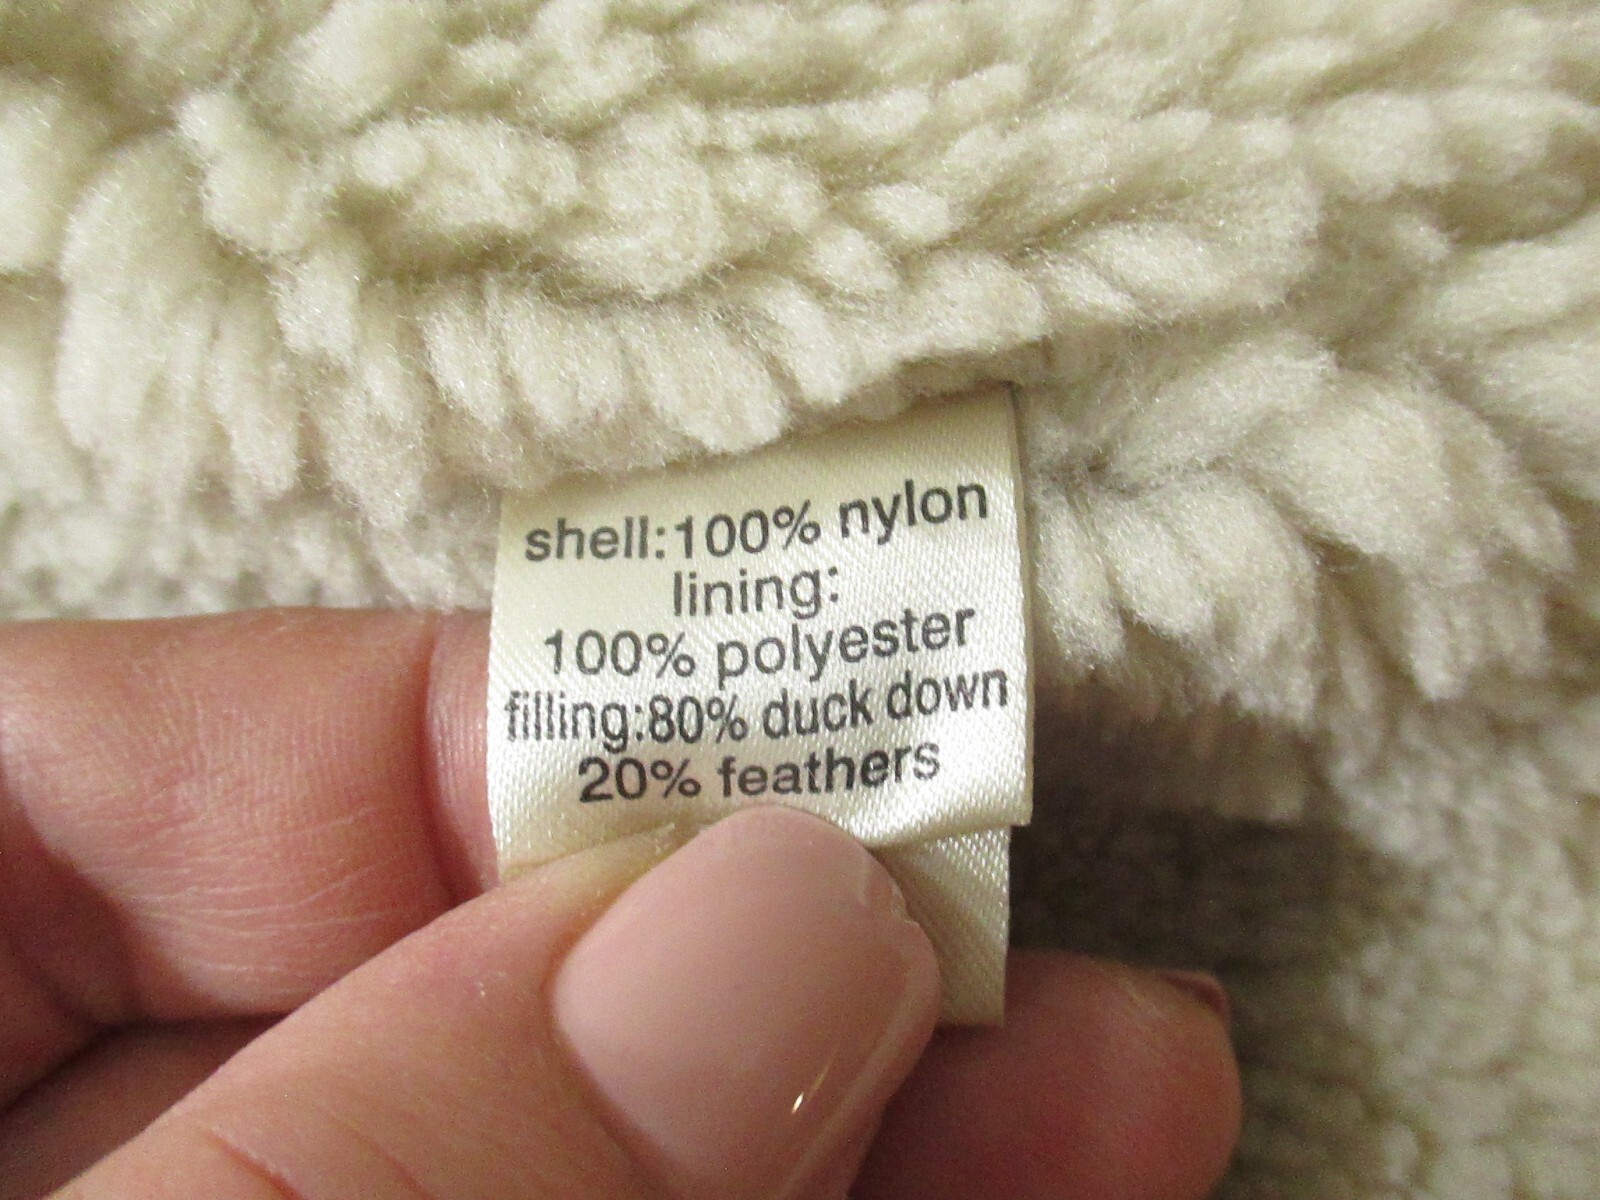 shell:100% nylon
lining:
100% polyester
filling:80% duck down
20% feathers